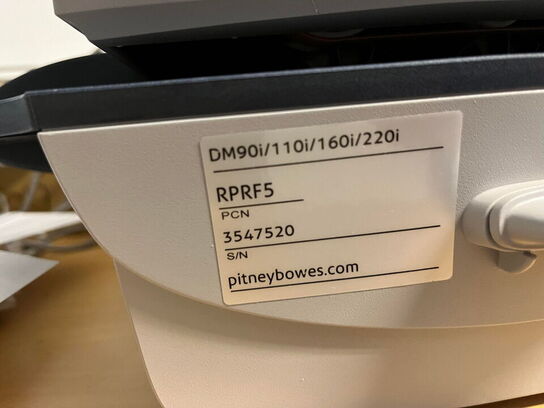 DM90i/110i/160i/220i
RPRF5
PCN
3547520
S/N
pitneybowes.com